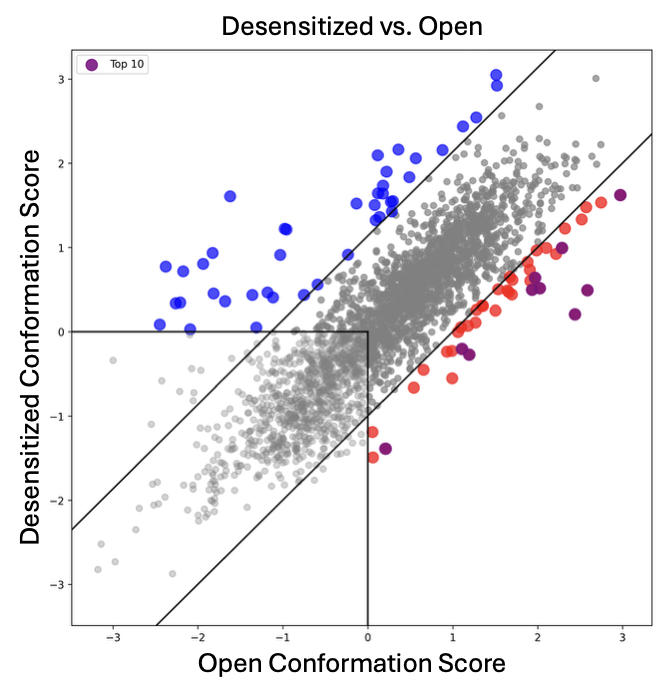 Desensitized vs. Open
Top 10
Desensitized Conformation Score
3
2
1
0
−1
−2
−3
−3 −2 −1 0 1 2 3
Open Conformation Score